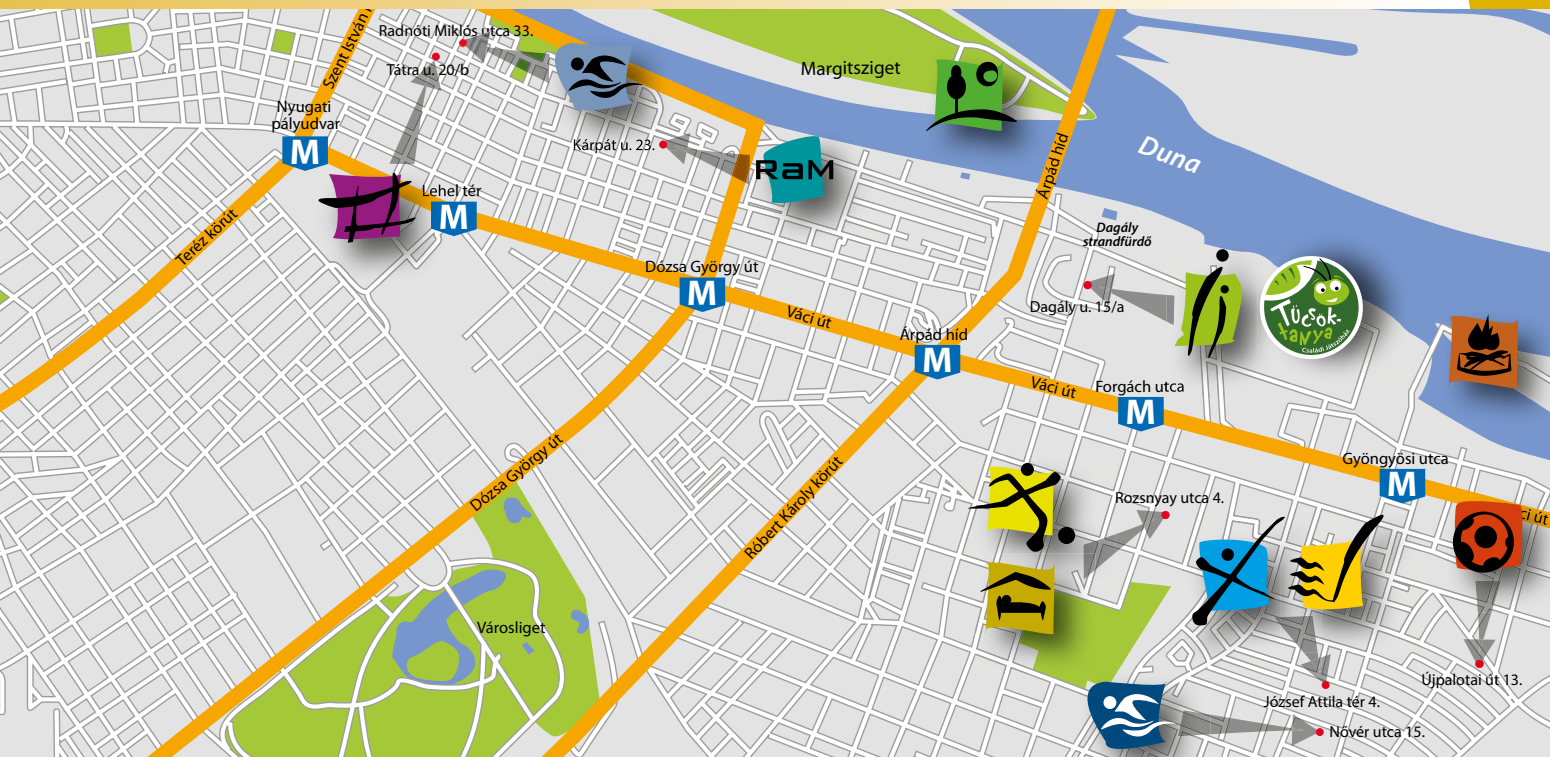 Szent István
Radnóti Miklós utca 33.
Tátra u. 20/b
Margitsziget
Nyugati
pályudvar
M
Kárpát u. 23.
RaM
Árpád híd
Duna
Lehel tér
M
Teréz körút
Dagály
strandfürdő
Dózsa György út
M
Váci út
Dagály u. 15/a
Tücsök-
tanya
Családi Játszóház
Árpád híd
M
Váci út
Forgách utca
M
Gyöngyösi utca
M
ci út
Dózsa György út
Róbert Károly körút
Rozsnyay utca 4.
Városliget
Újpalotai út 13.
József Attila tér 4.
Nővér utca 15.